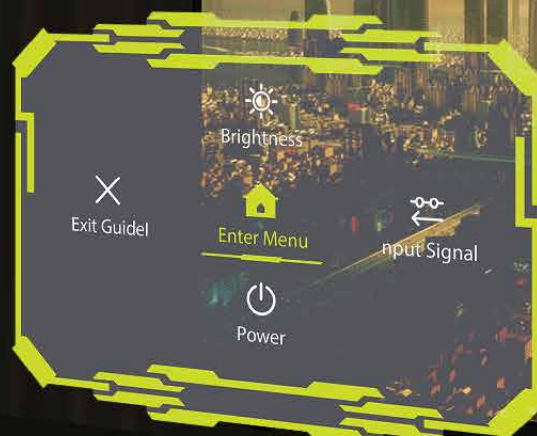 Brightness
Exit Guidel
Enter Menu
nput Signal
Power